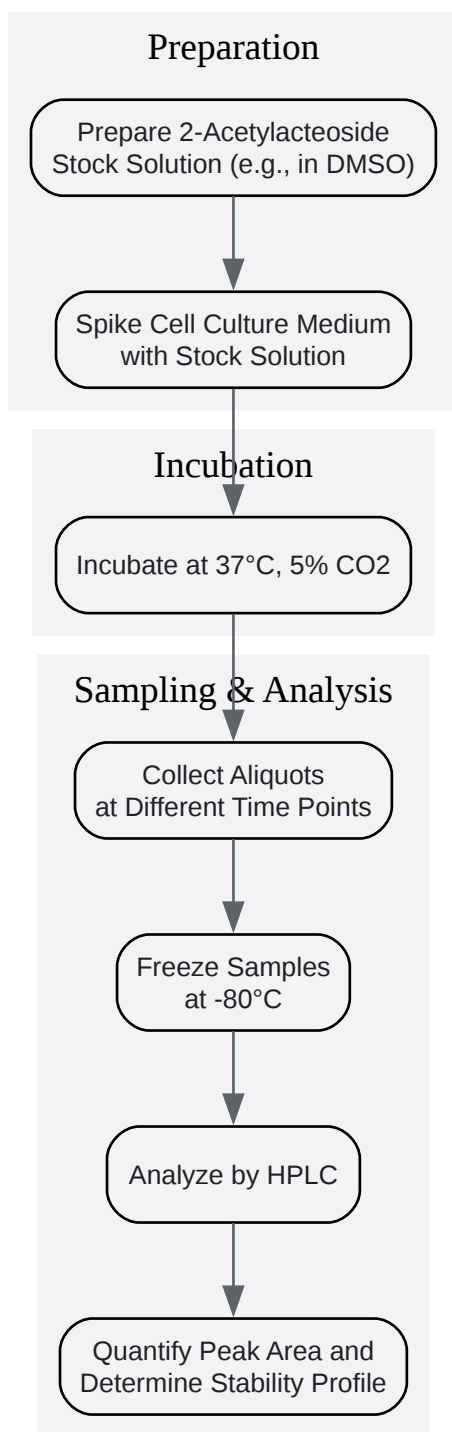 Preparation
Prepare 2-Acetylacteoside
Stock Solution (e.g., in DMSO)
Spike Cell Culture Medium
with Stock Solution
Incubation
Incubate at 37°C, 5% CO2
Sampling & Analysis
Collect Aliquots
at Different Time Points
Freeze Samples
at -80°C
Analyze by HPLC
Quantify Peak Area and
Determine Stability Profile